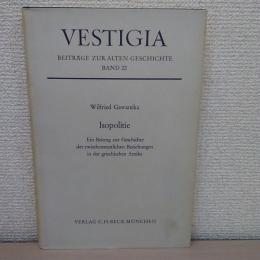 VESTIGIA
BEITRÄGE ZUR ALTEN GESCHICHTE
BAND 22
Wilfried Gawantka
Isopolitie
Ein Beitrag zur Geschichte
der zwischenstaatlichen Beziehungen
in der griechischen Antike
VERLAG C.H.BECK MÜNCHEN